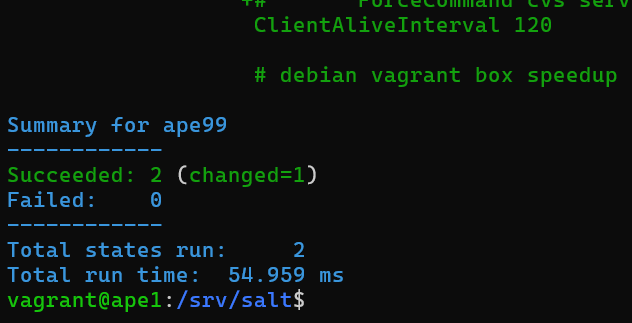 +#       ForceCommand cvs serv
ClientAliveInterval 120
# debian vagrant box speedup
Summary for ape99
------------
Succeeded: 2 (changed=1)
Failed:    0
------------
Total states run:     2
Total run time:  54.959 ms
vagrant@ape1:/srv/salt$